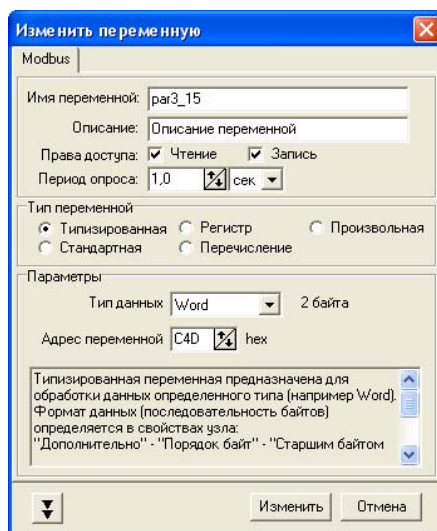 Изменить переменную
Modbus
Имя переменной: par3_15
Описание: Описание переменной
Права доступа: Чтение Запись
Период опроса: 1,0 сек
Тип переменной
Типизированная Регистр Произвольная
Стандартная Перечисление
Параметры
Тип данных Word 2 байта
Адрес переменной C4D hex
Типизированная переменная предназначена для
обработки данных определенного типа (например Word).
Формат данных (последовательность байтов)
определяется в свойствах узла:
"Дополнительно" - "Порядок байт" - "Старшим байтом
Изменить Отмена